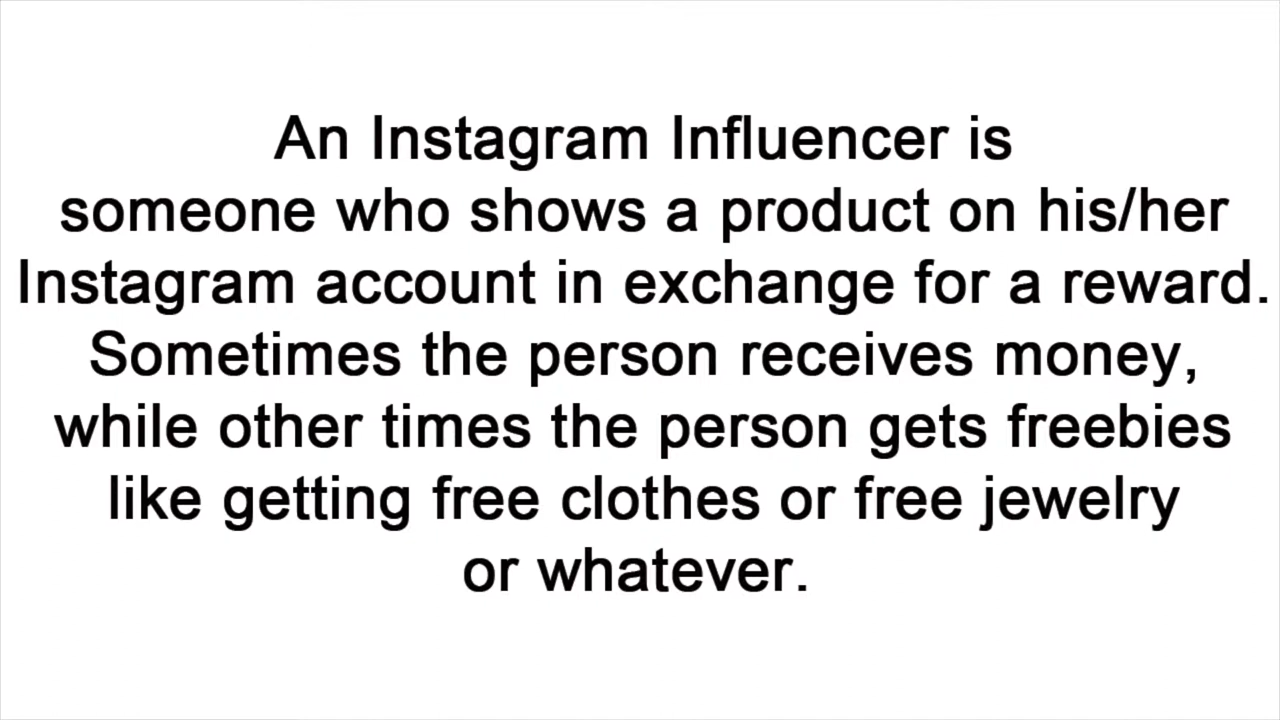 An Instagram Influencer is
someone who shows a product on his/her
Instagram account in exchange for a reward.
Sometimes the person receives money,
while other times the person gets freebies
like getting free clothes or free jewelry
or whatever.